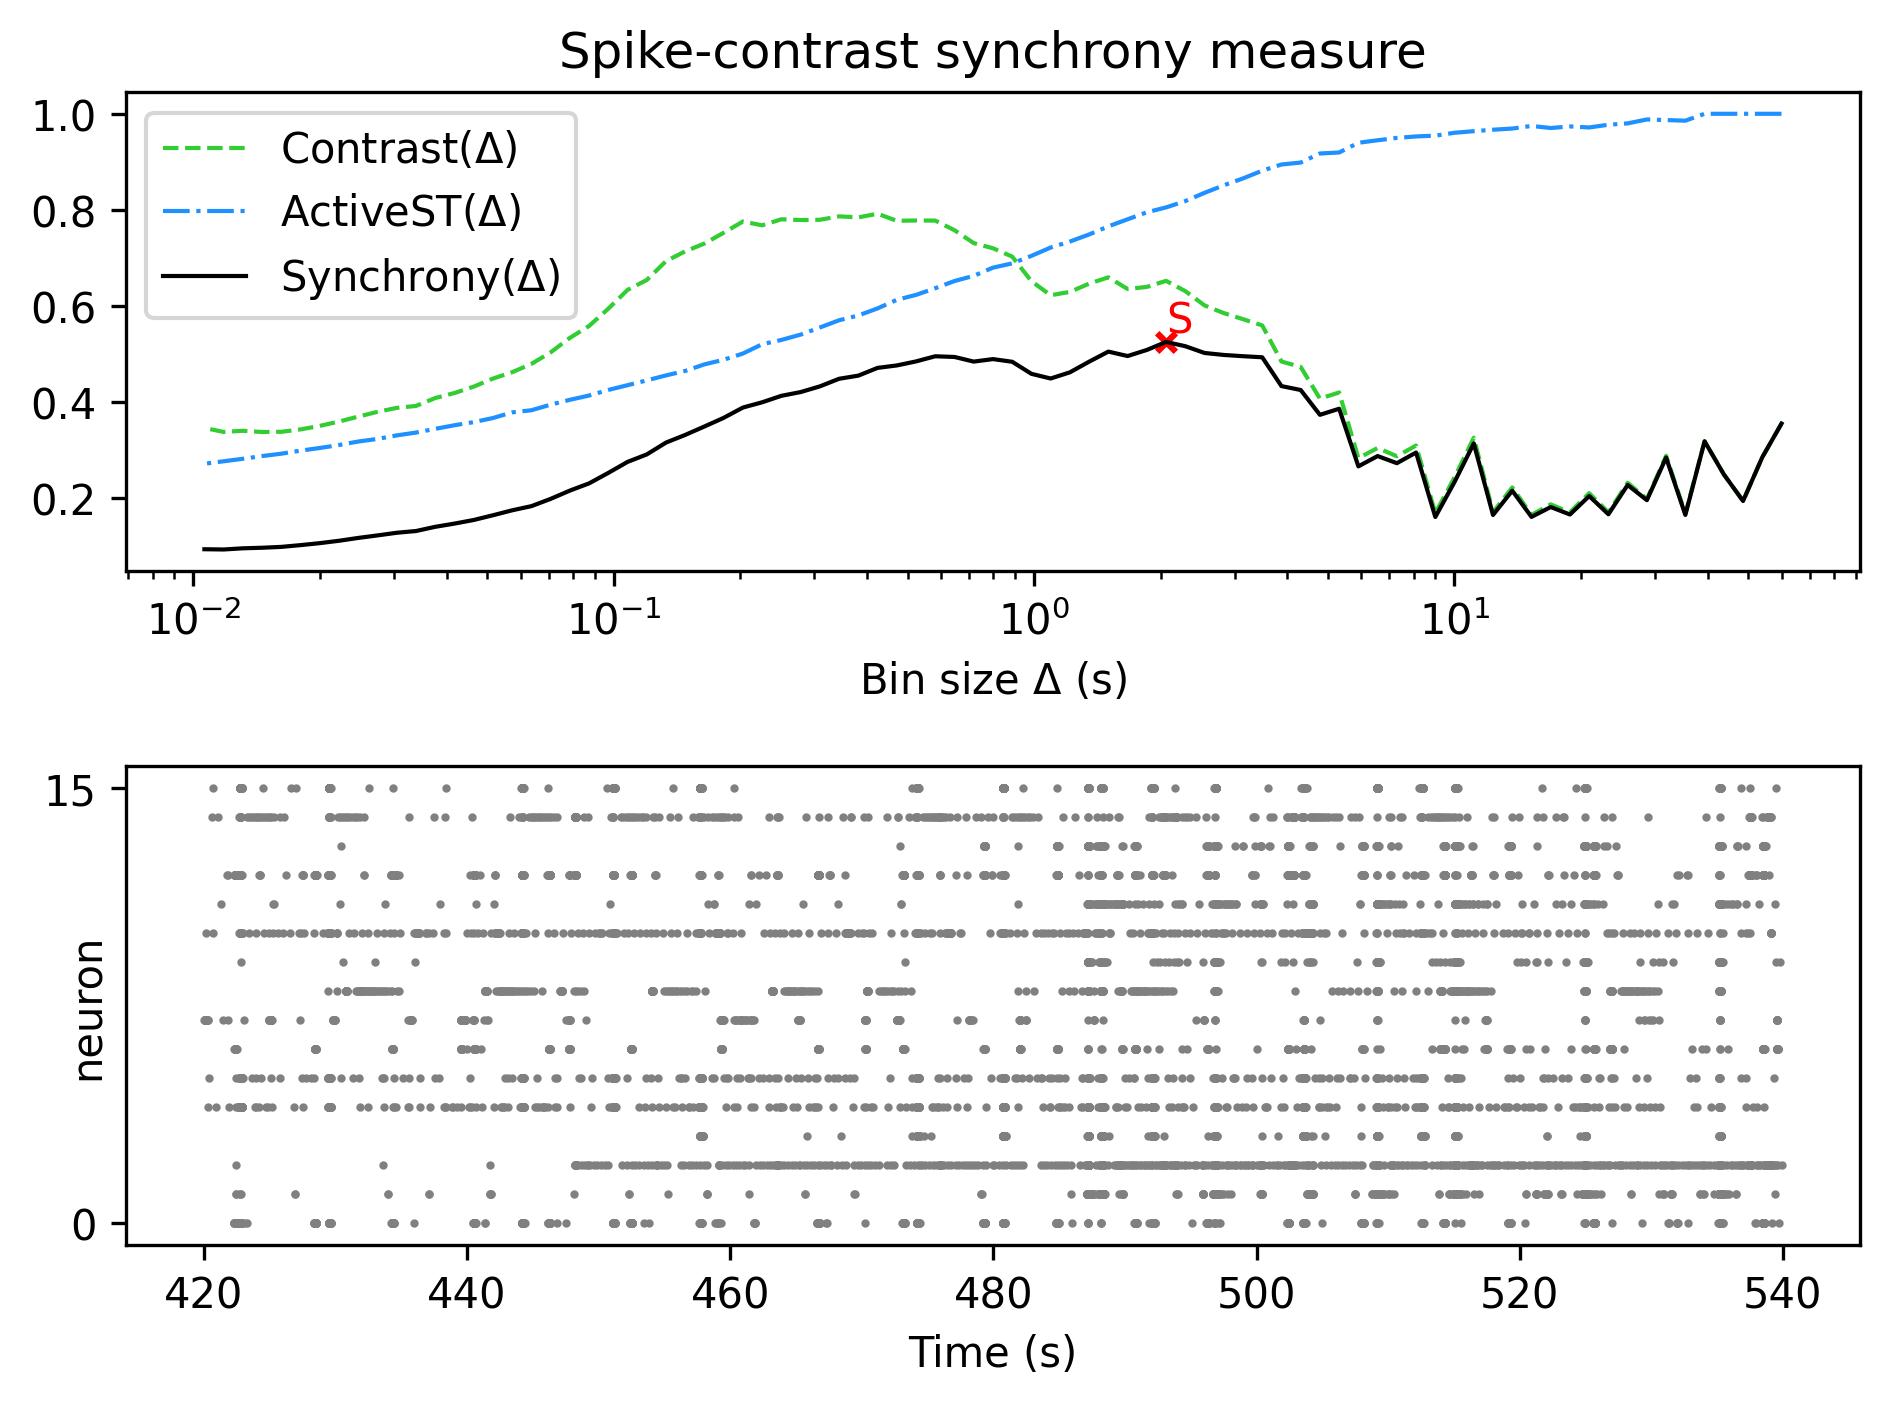 Spike-contrast synchrony measure
1.0
0.8
0.6
0.4
0.2
Contrast(Δ)
ActiveST(Δ)
Synchrony(Δ)
S
10⁻² 10⁻¹ 10⁰ 10¹
Bin size Δ (s)
15
neuron
0
420 440 460 480 500 520 540
Time (s)